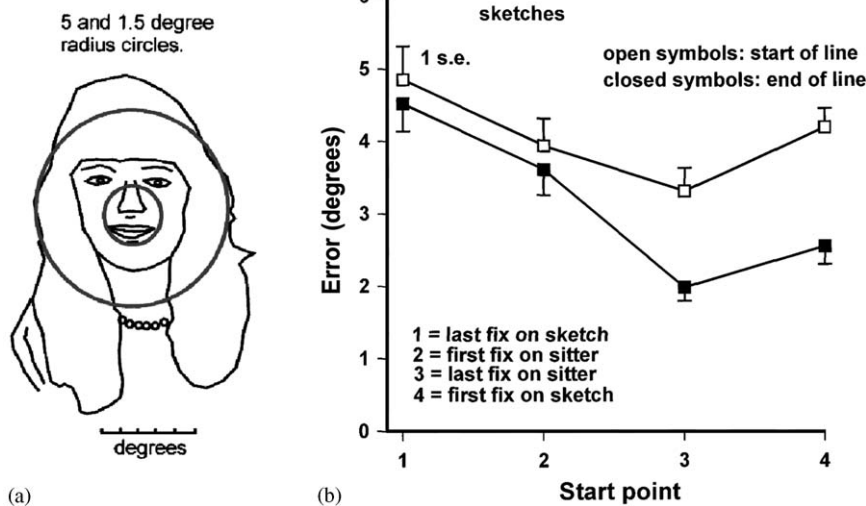 5 and 1.5 degree
radius circles.
degrees
(a)
sketches
1 s.e.
open symbols: start of line
closed symbols: end of line
Error (degrees)
5
4
3
2
1
0
1 = last fix on sketch
2 = first fix on sitter
3 = last fix on sitter
4 = first fix on sketch
1 2 3 4
Start point
(b)